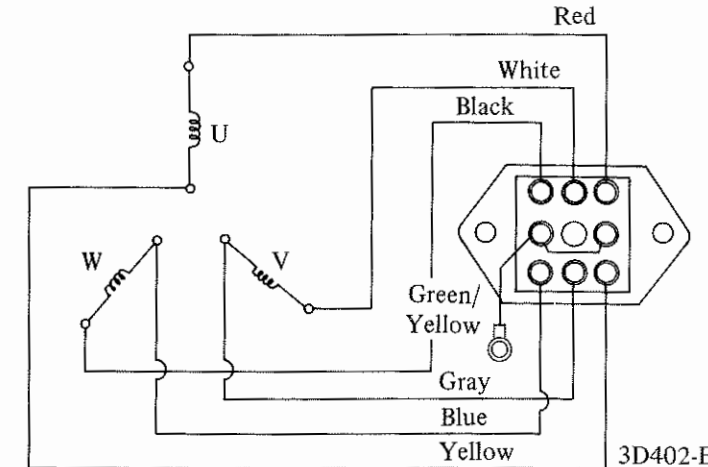 Red
White
Black
U
W
V
Green/
Yellow
Gray
Blue
Yellow
3D402-E